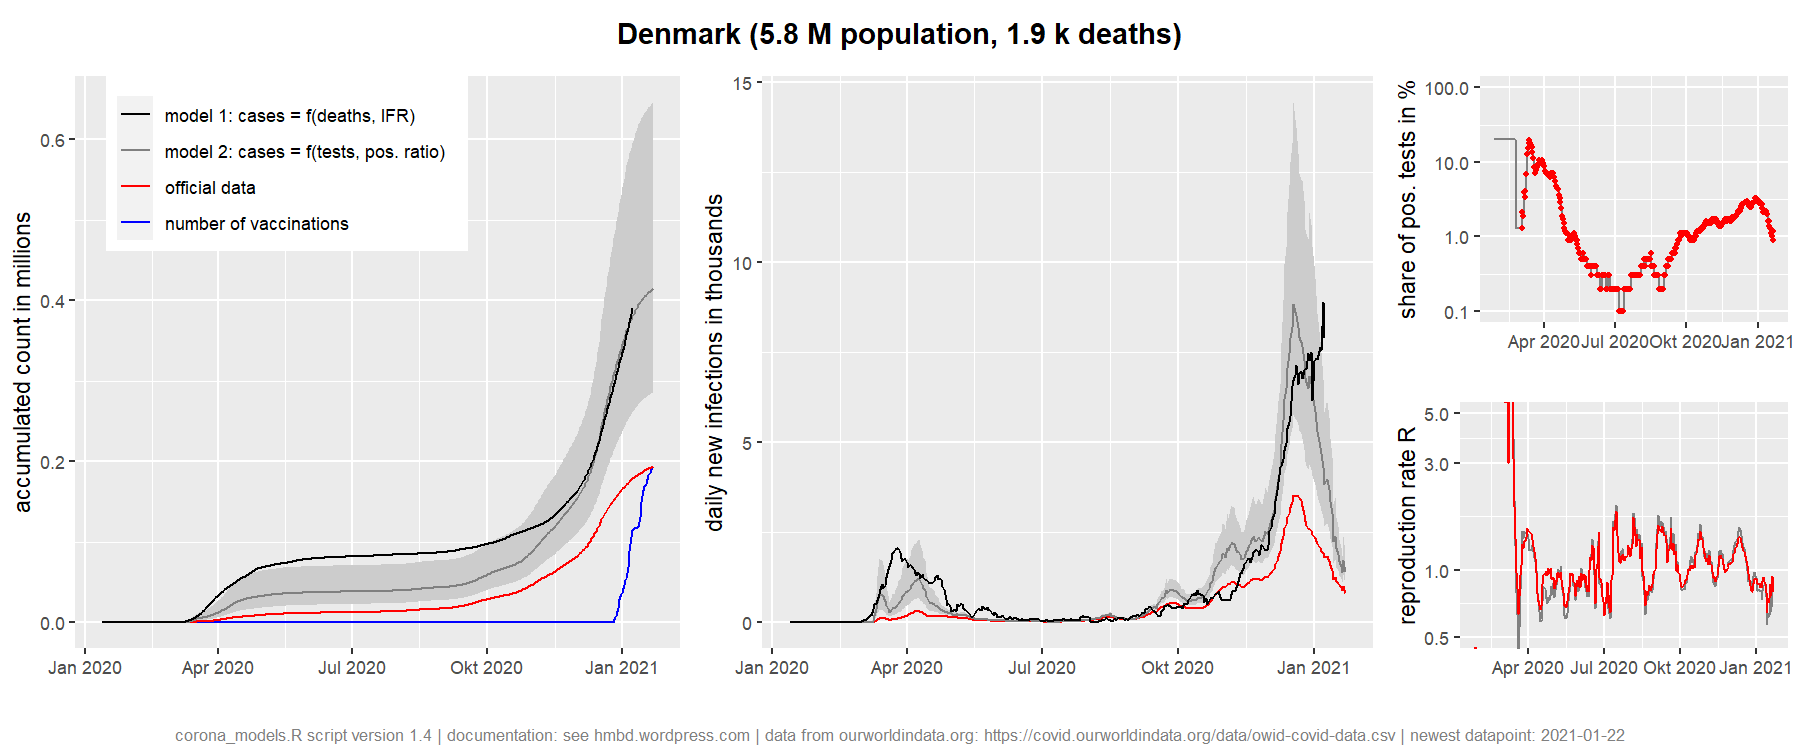 Denmark (5.8 M population, 1.9 k deaths)
accumulated count in millions
0.6
0.4
0.2
0.0
model 1: cases = f(deaths, IFR)
model 2: cases = f(tests, pos. ratio)
official data
number of vaccinations
Jan 2020 Apr 2020 Jul 2020 Okt 2020 Jan 2021
daily new infections in thousands
15
10
5
0
Jan 2020 Apr 2020 Jul 2020 Okt 2020 Jan 2021
share of pos. tests in %
100.0
10.0
1.0
0.1
Apr 2020 Jul 2020 Okt 2020 Jan 2021
reproduction rate R
5.0
3.0
1.0
0.5
Apr 2020 Jul 2020 Okt 2020 Jan 2021
corona_models.R script version 1.4 | documentation: see hmbd.wordpress.com | data from ourworldindata.org: https://covid.ourworldindata.org/data/owid-covid-data.csv | newest datapoint: 2021-01-22